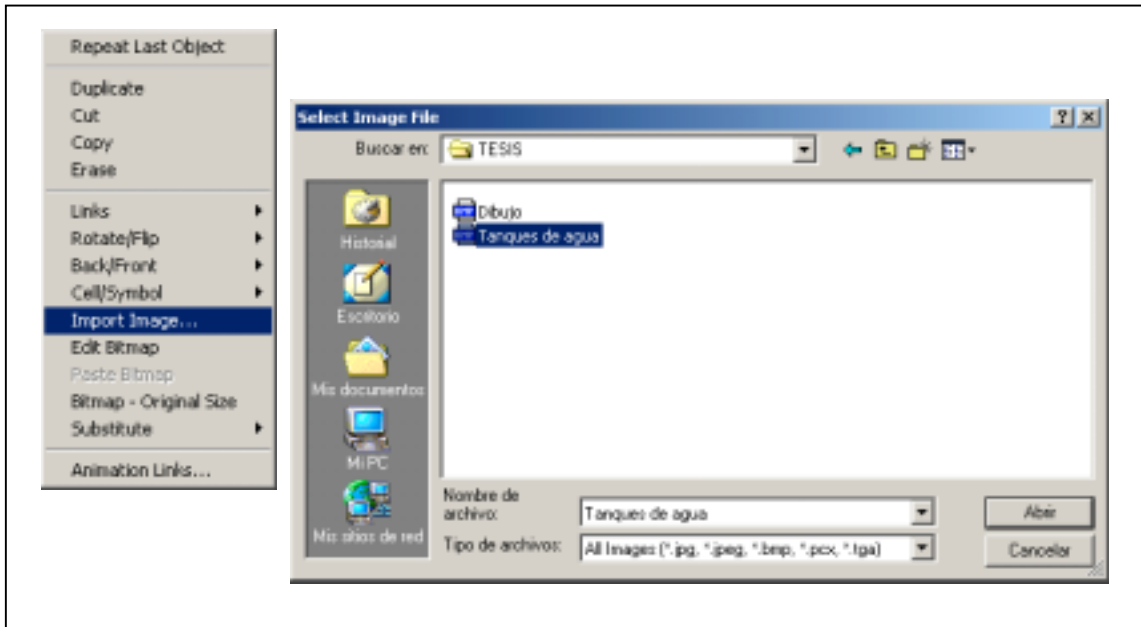 Repeat Last Object
Duplicate
Cut
Copy
Erase
Links
Rotate/Flip
Back/Front
Cell/Symbol
Import Image...
Edit Bitmap
Paste Bitmap
Bitmap - Original Size
Substitute
Animation Links...
Select Image File
Buscar en:
TESIS
Historial
Escritorio
Mis documentos
Mi PC
Mis sitios de red
Dibujo
Tanques de agua
Nombre de
archivo:
Tanques de agua
Abrir
Tipo de archivos:
All Images (*.jpg, *.jpeg, *.bmp, *.pcx, *.tga)
Cancelar